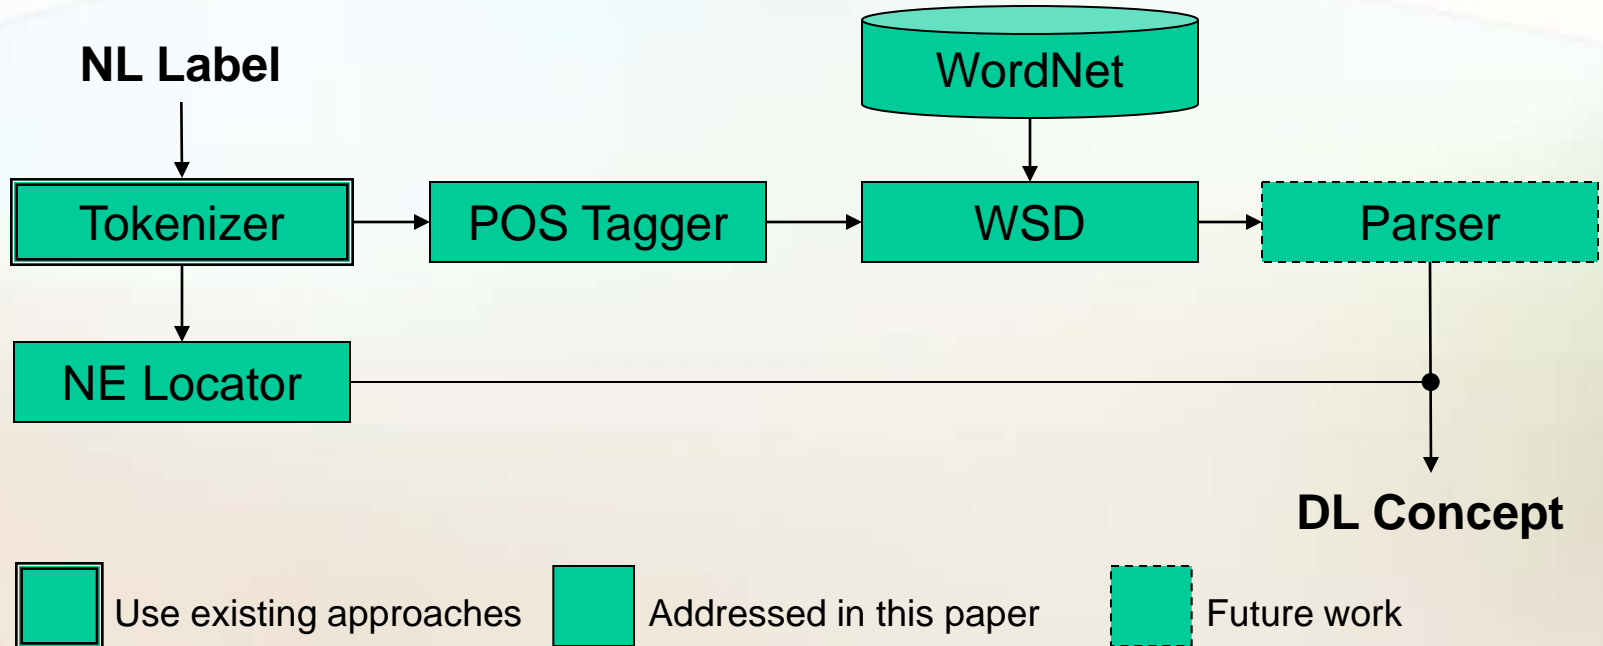 NL Label
WordNet
Tokenizer
POS Tagger
WSD
Parser
NE Locator
DL Concept
Use existing approaches
Addressed in this paper
Future work